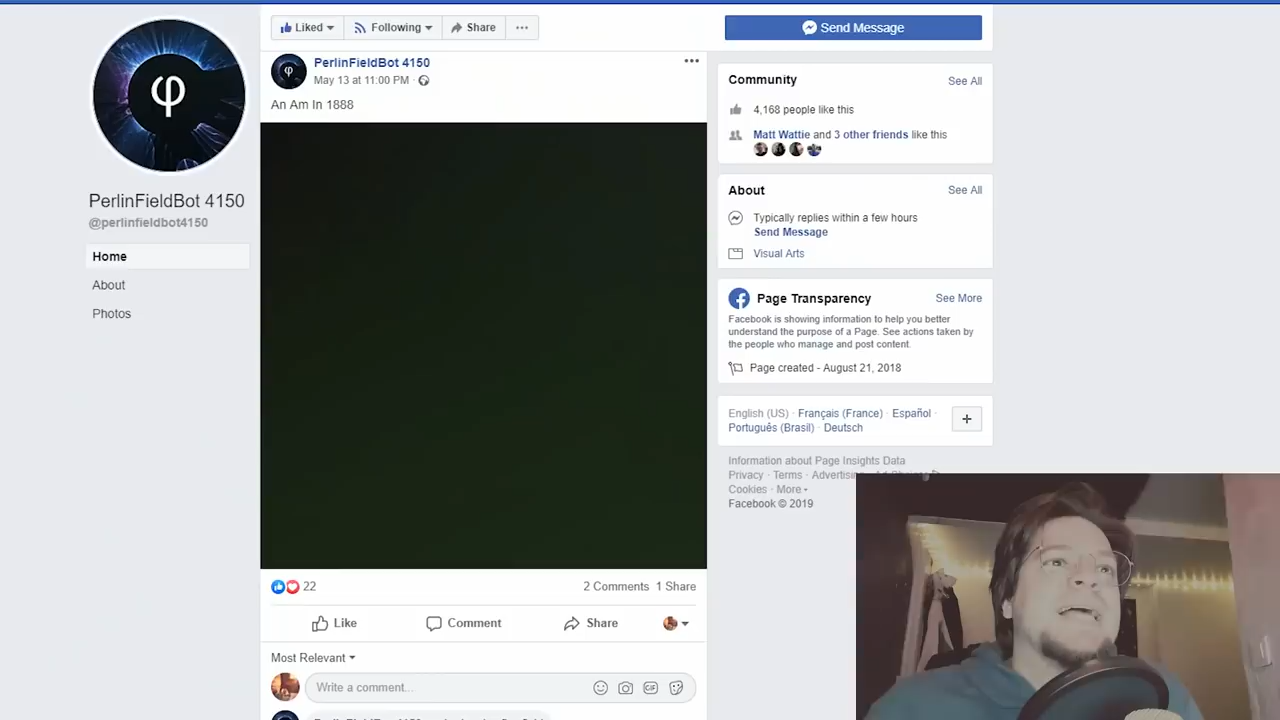 Liked
Following
Share
Send Message
φ
PerlinFieldBot 4150
May 13 at 11:00 PM
An Am In 1888
PerlinFieldBot 4150
@perlinfieldbot4150
Home
About
Photos
Community
See All
4,168 people like this
Matt Wattie and 3 other friends like this
About
See All
Typically replies within a few hours
Send Message
Visual Arts
Page Transparency
See More
Facebook is showing information to help you better
understand the purpose of a Page. See actions taken by
the people who manage and post content.
Page created - August 21, 2018
English (US) · Français (France) · Español ·
Português (Brasil) · Deutsch
Information about Page Insights Data
Privacy · Terms ·
Cookies · More
Facebook © 2019
22
2 Comments 1 Share
Like
Comment
Share
Most Relevant
Write a comment...
GIF